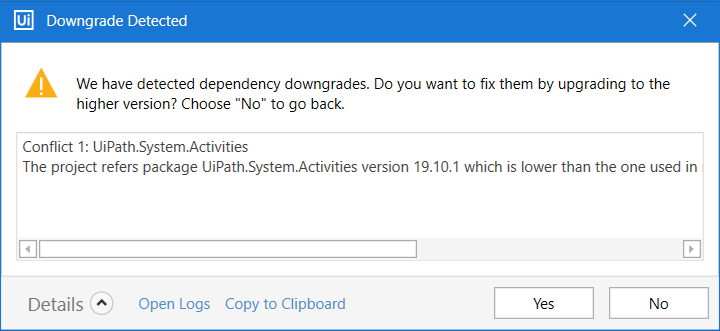 Ui Downgrade Detected
We have detected dependency downgrades. Do you want to fix them by upgrading to the
higher version? Choose "No" to go back.
Conflict 1: UiPath.System.Activities
The project refers package UiPath.System.Activities version 19.10.1 which is lower than the one used in
Details Open Logs Copy to Clipboard Yes No